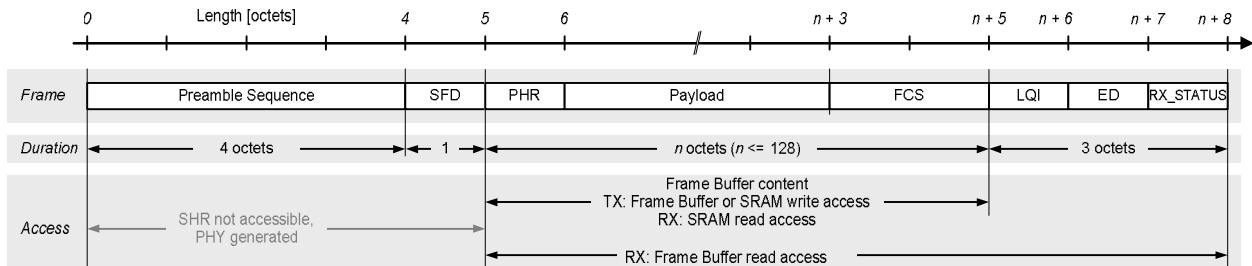 0 Length [octets] 4 5 6 n + 3 n + 5 n + 6 n + 7 n + 8
Frame Preamble Sequence SFD PHR Payload FCS LQI ED RX_STATUS
Duration 4 octets 1 n octets (n <= 128) 3 octets
Frame Buffer content
TX: Frame Buffer or SRAM write access
RX: SRAM read access
Access SHR not accessible,
PHY generated
RX: Frame Buffer read access